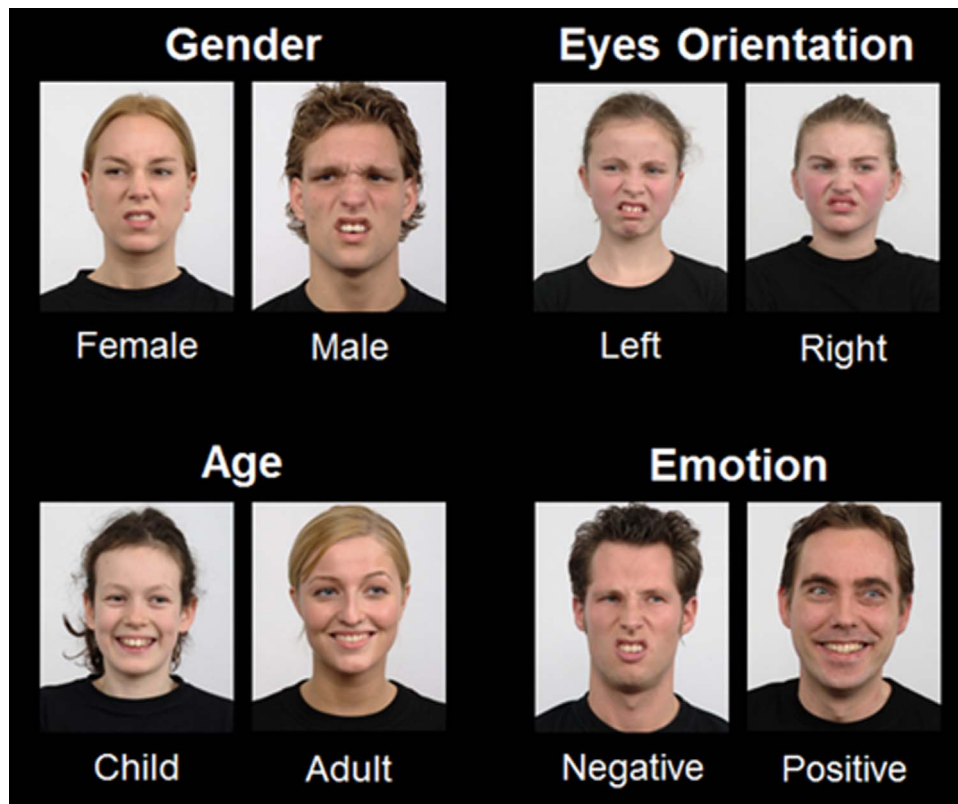 Gender
Eyes Orientation
Female
Male
Left
Right
Age
Emotion
Child
Adult
Negative
Positive